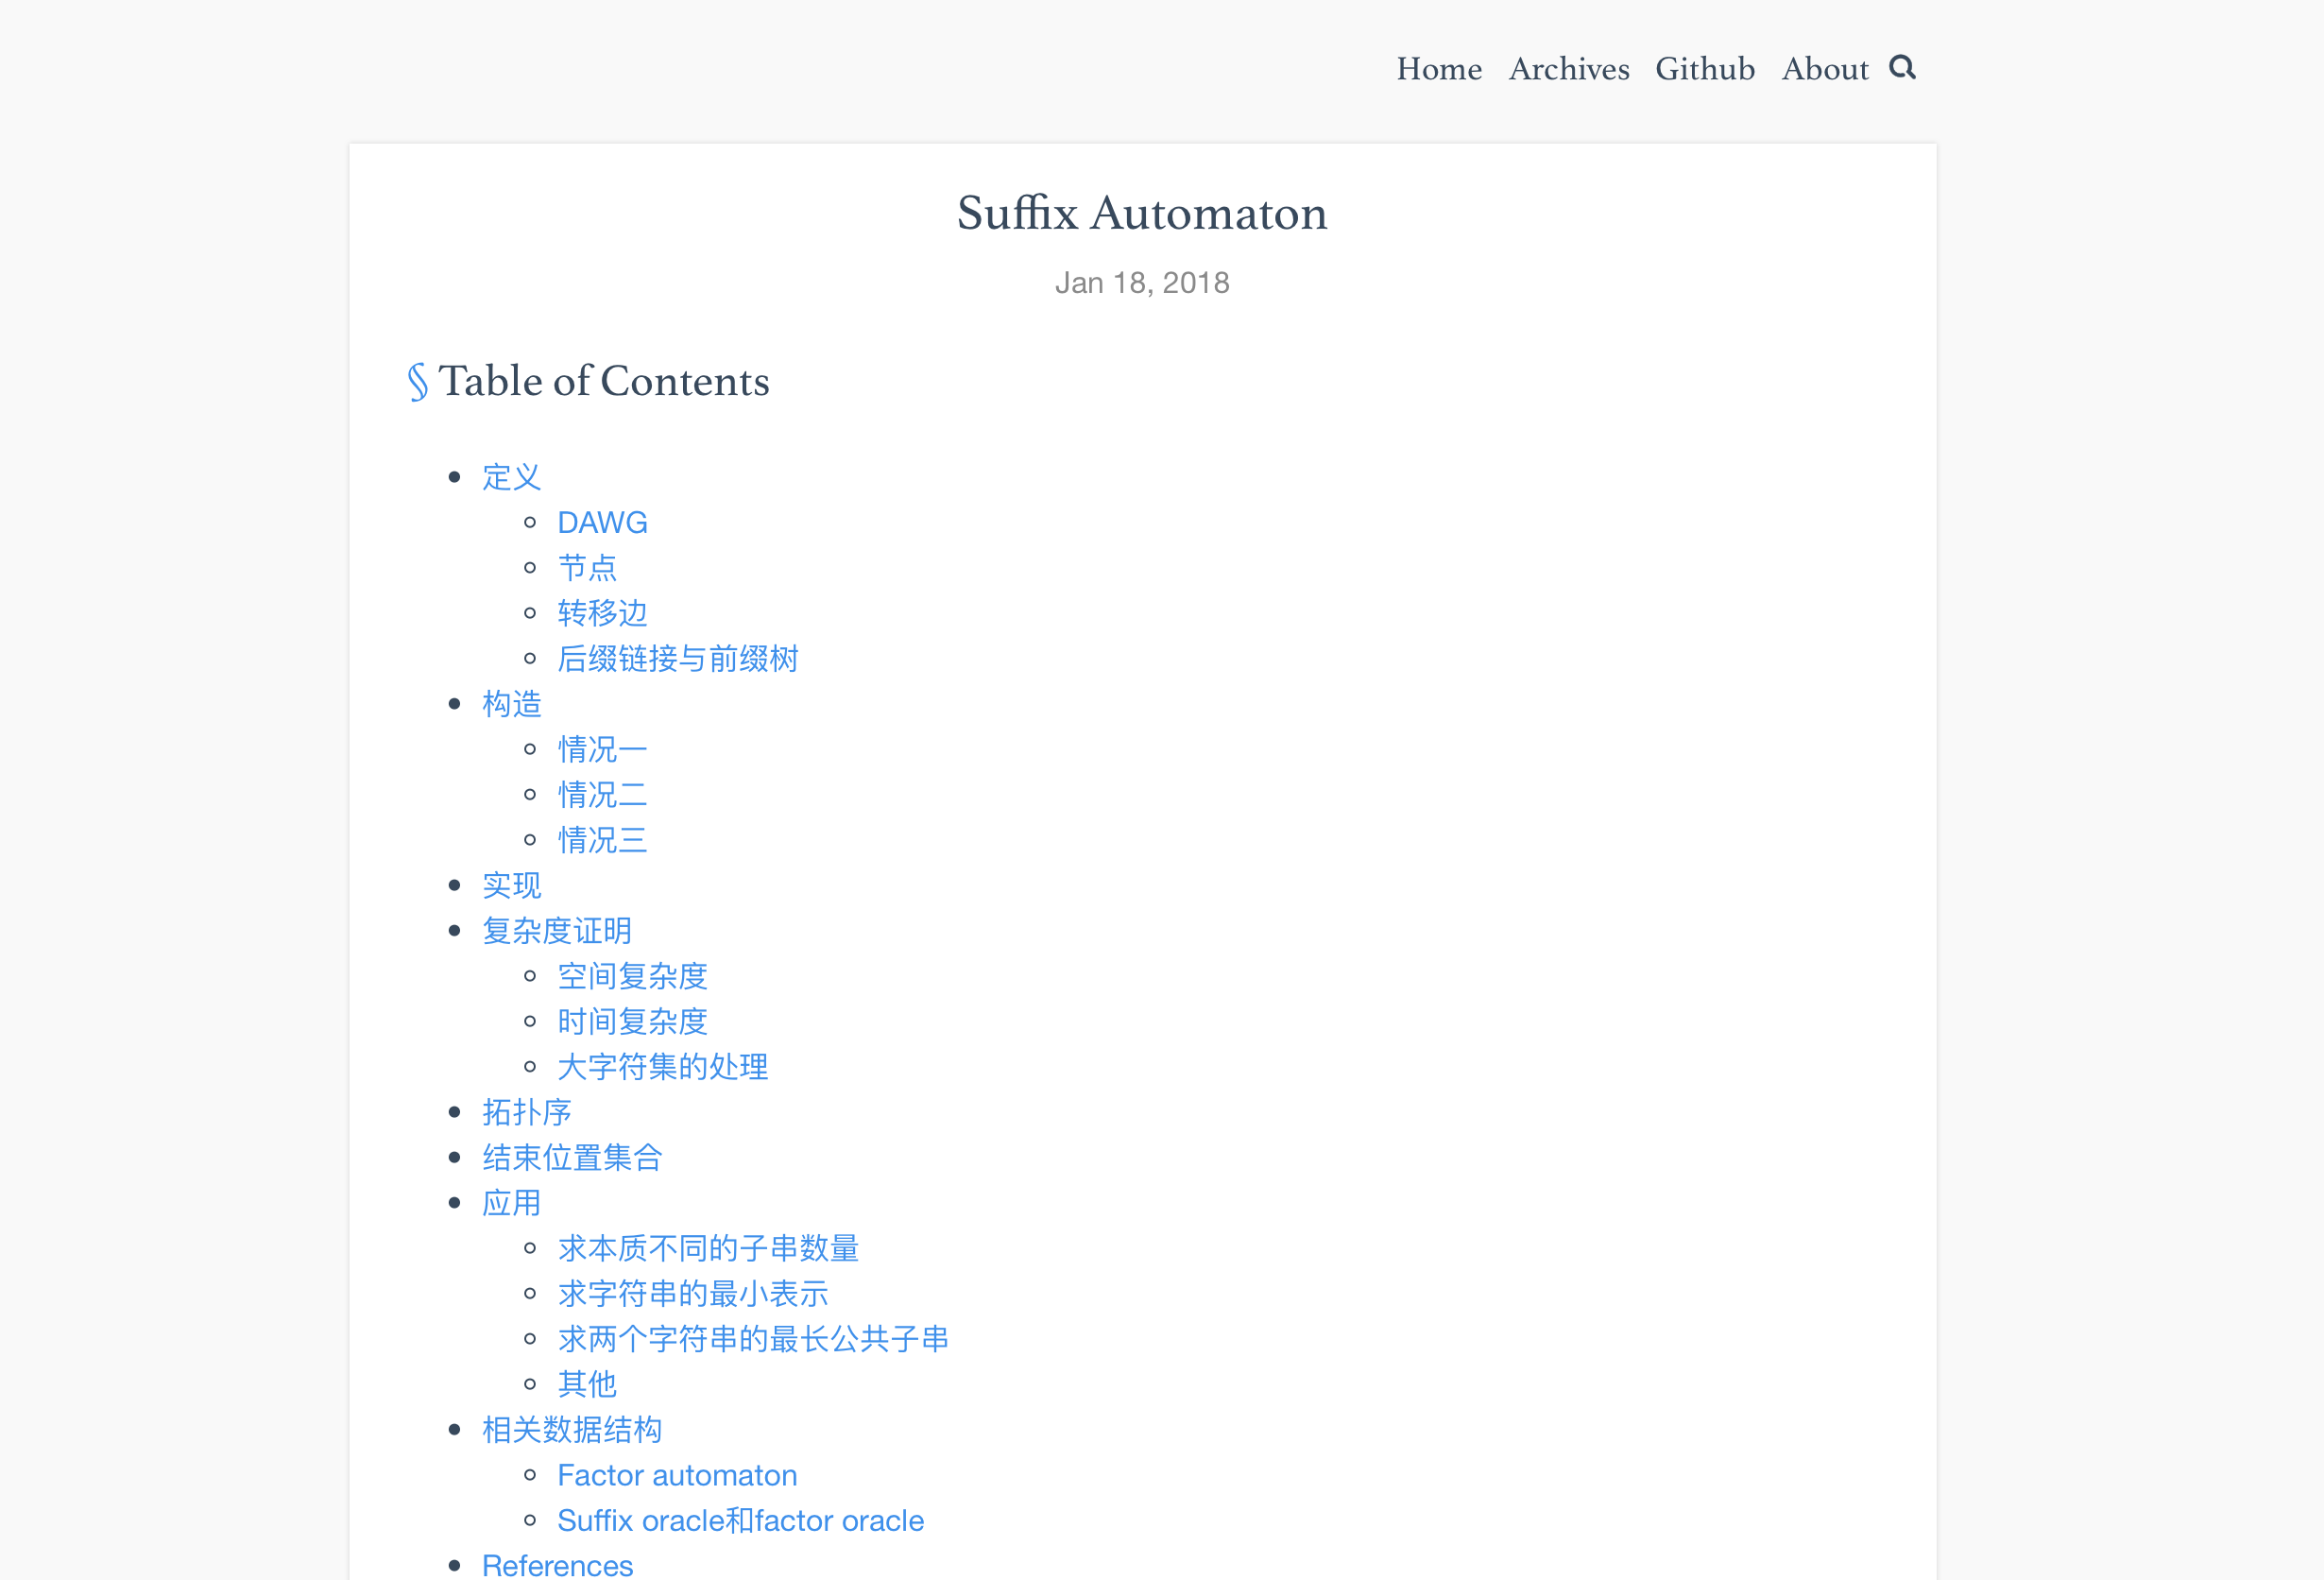 Home Archives Github About
Suffix Automaton
Jan 18, 2018
§ Table of Contents
定义
DAWG
节点
转移边
后缀链接与前缀树
构造
情况一
情况二
情况三
实现
复杂度证明
空间复杂度
时间复杂度
大字符集的处理
拓扑序
结束位置集合
应用
求本质不同的子串数量
求字符串的最小表示
求两个字符串的最长公共子串
其他
相关数据结构
Factor automaton
Suffix oracle和factor oracle
References